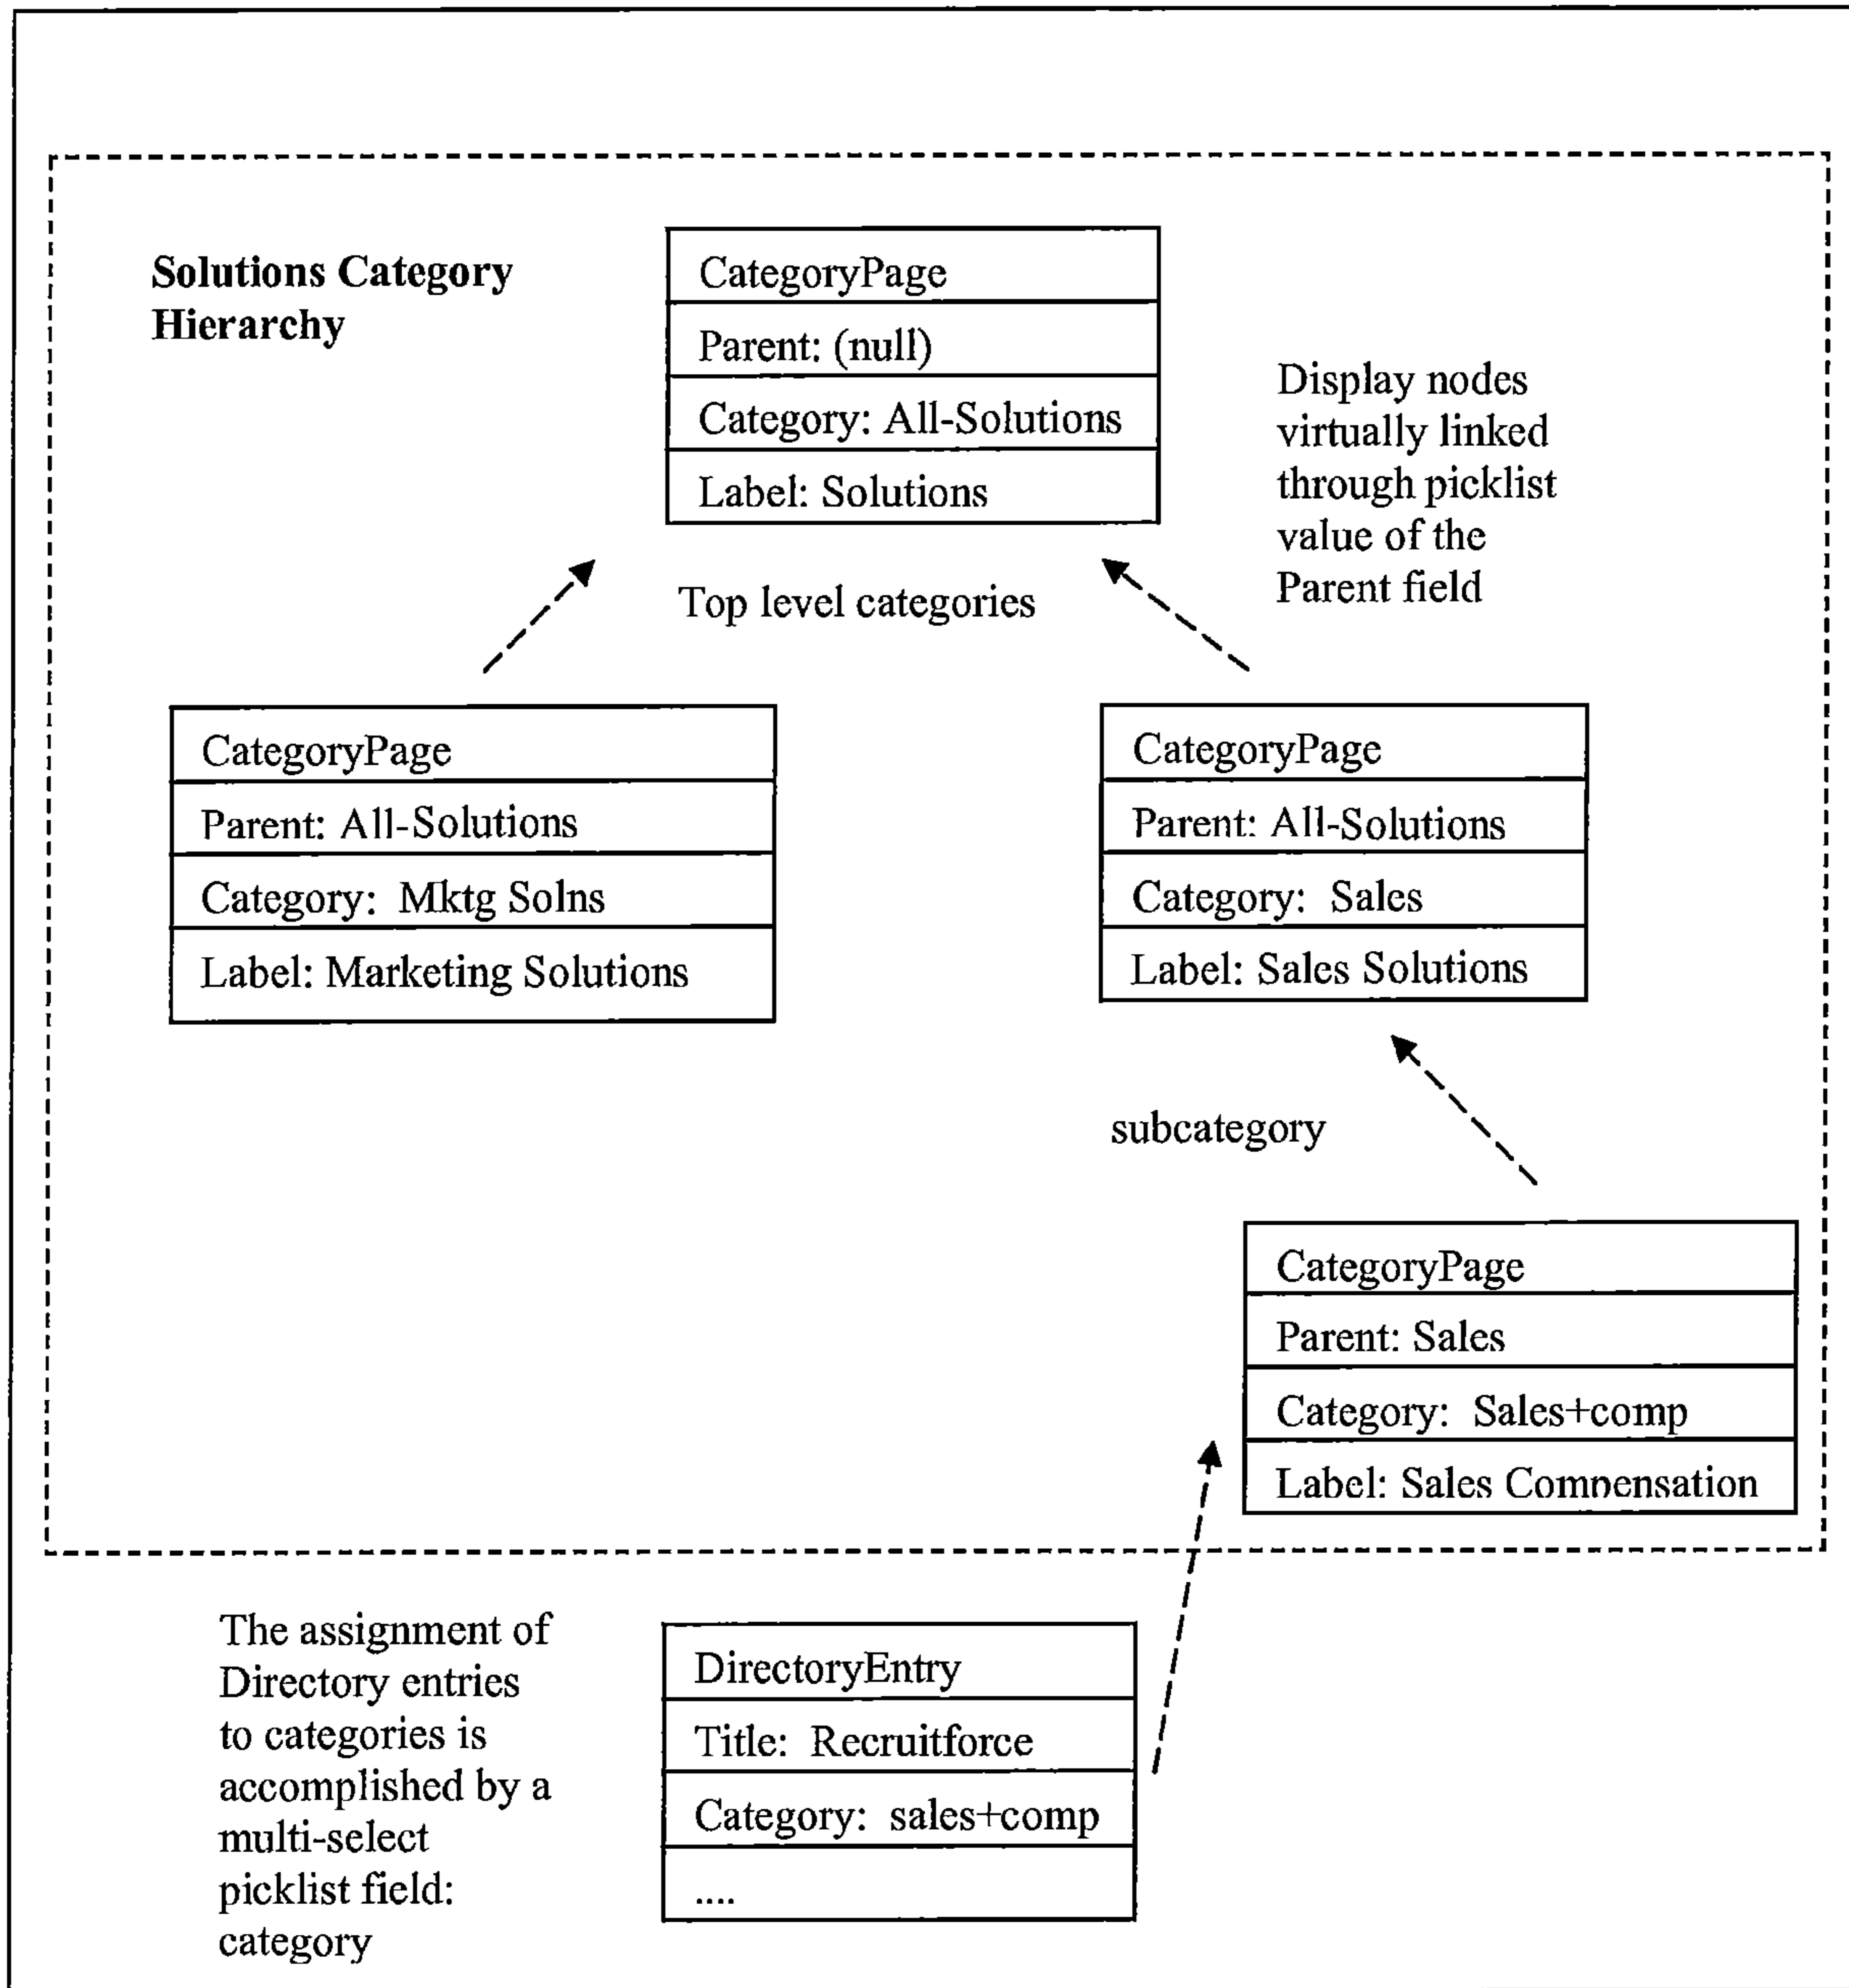 Solutions Category
Hierarchy
CategoryPage
Parent: (null)
Category: All-Solutions
Label: Solutions
Display nodes
virtually linked
through picklist
value of the
Parent field
Top level categories
CategoryPage
Parent: All-Solutions
Category: Mktg Solns
Label: Marketing Solutions
CategoryPage
Parent: All-Solutions
Category: Sales
Label: Sales Solutions
subcategory
CategoryPage
Parent: Sales
Category: Sales+comp
Label: Sales Compensation
The assignment of
Directory entries
to categories is
accomplished by a
multi-select
picklist field:
category
DirectoryEntry
Title: Recruitforce
Category: sales+comp
....